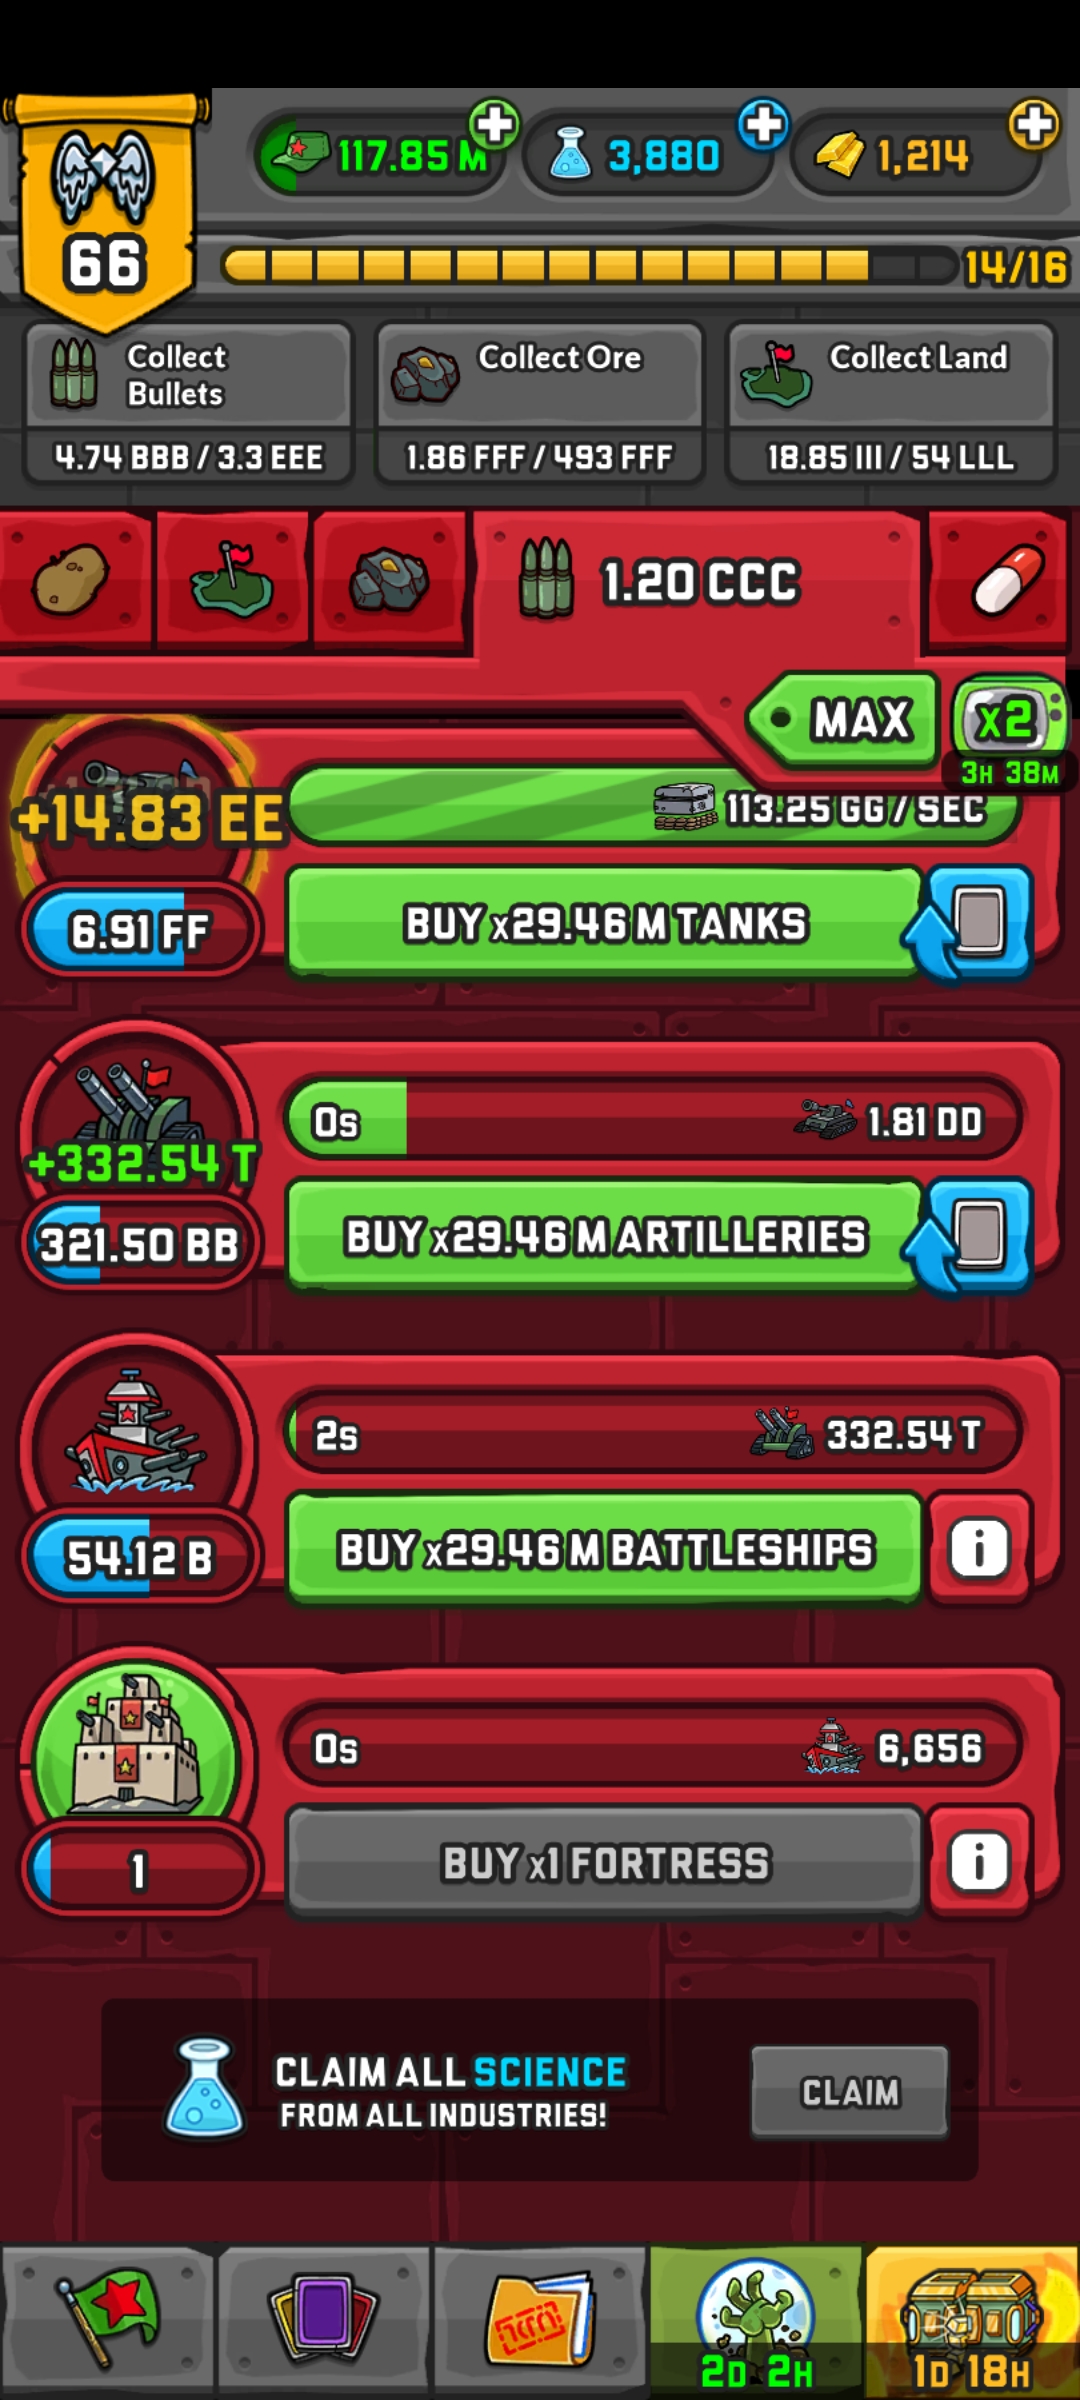 117.85 M
3,880
1,214
66
14/16
Collect
Bullets
Collect Ore
Collect Land
4.74 BBB / 3.3 EEE
1.86 FFF / 493 FFF
18.85 III / 54 LLL
1.20 CCC
MAX
x2
3H 38M
+14.83 EE
113.25 GG / SEC
6.91 FF
BUY x29.46 M TANKS
0s
1.81 DD
+332.54 T
321.50 BB
BUY x29.46 M ARTILLERIES
2s
332.54 T
54.12 B
BUY x29.46 M BATTLESHIPS
i
0s
6,656
1
BUY x1 FORTRESS
i
CLAIM ALL SCIENCE
FROM ALL INDUSTRIES!
CLAIM
2D 2H
1D 18H